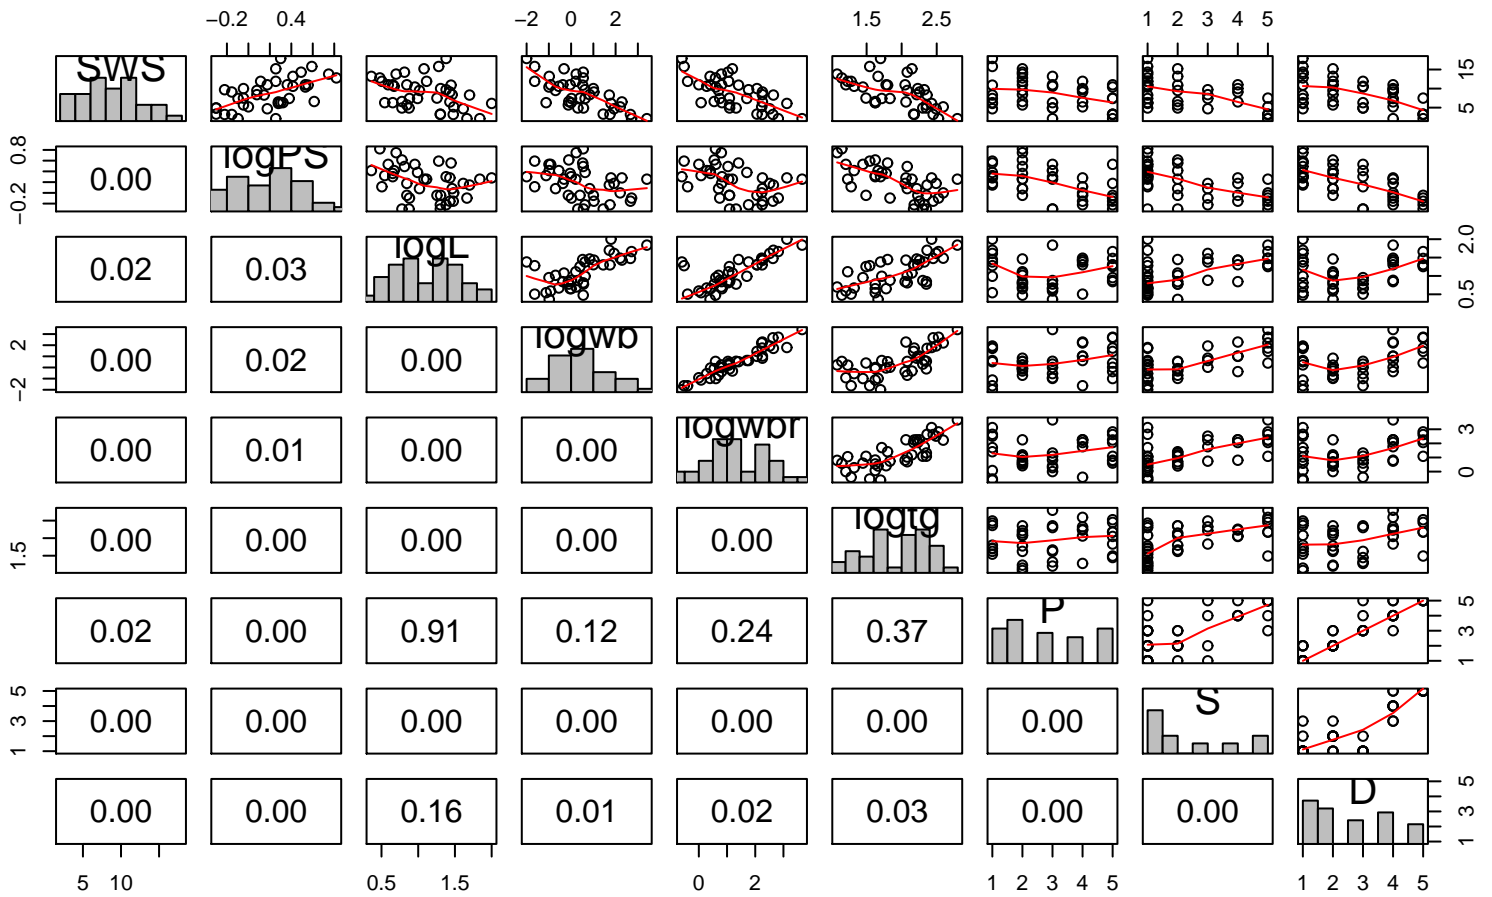 −0.2 0.4 −2 0 2 1.5 2.5 1 2 3 4 5
SWS 5 15
−0.2 0.8 0.00 logPS
0.02 0.03 logL 0.5 2.0
−2 2 0.00 0.02 0.00 logwb
0.00 0.01 0.00 0.00 logwbr 0 3
1.5 0.00 0.00 0.00 0.00 0.00 logtg
0.02 0.00 0.91 0.12 0.24 0.37 P 1 3 5
1 3 5 0.00 0.00 0.00 0.00 0.00 0.00 0.00 S
0.00 0.00 0.16 0.01 0.02 0.03 0.00 0.00 D 1 3 5
5 10 0.5 1.5 0 2 1 2 3 4 5 1 2 3 4 5